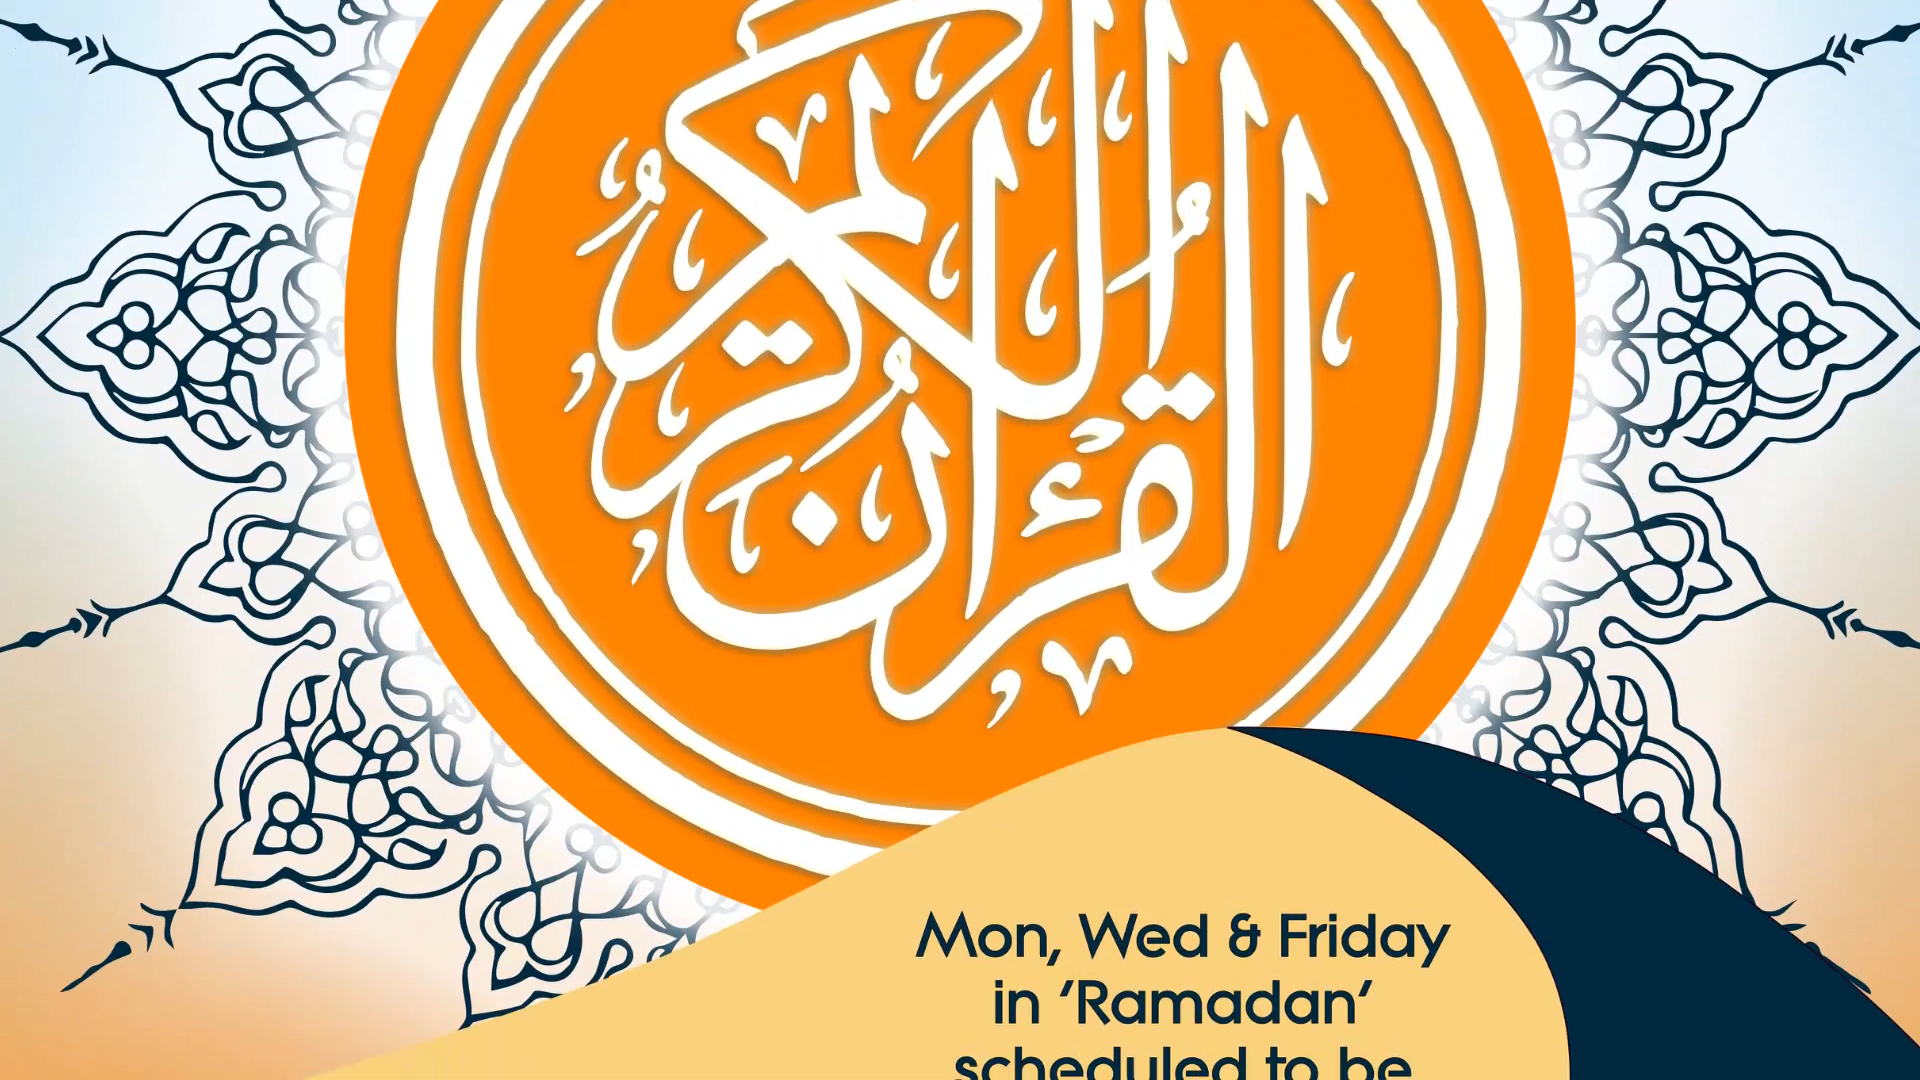 القرآن الكريم
Mon, Wed & Friday
in ‘Ramadan‘
scheduled to be